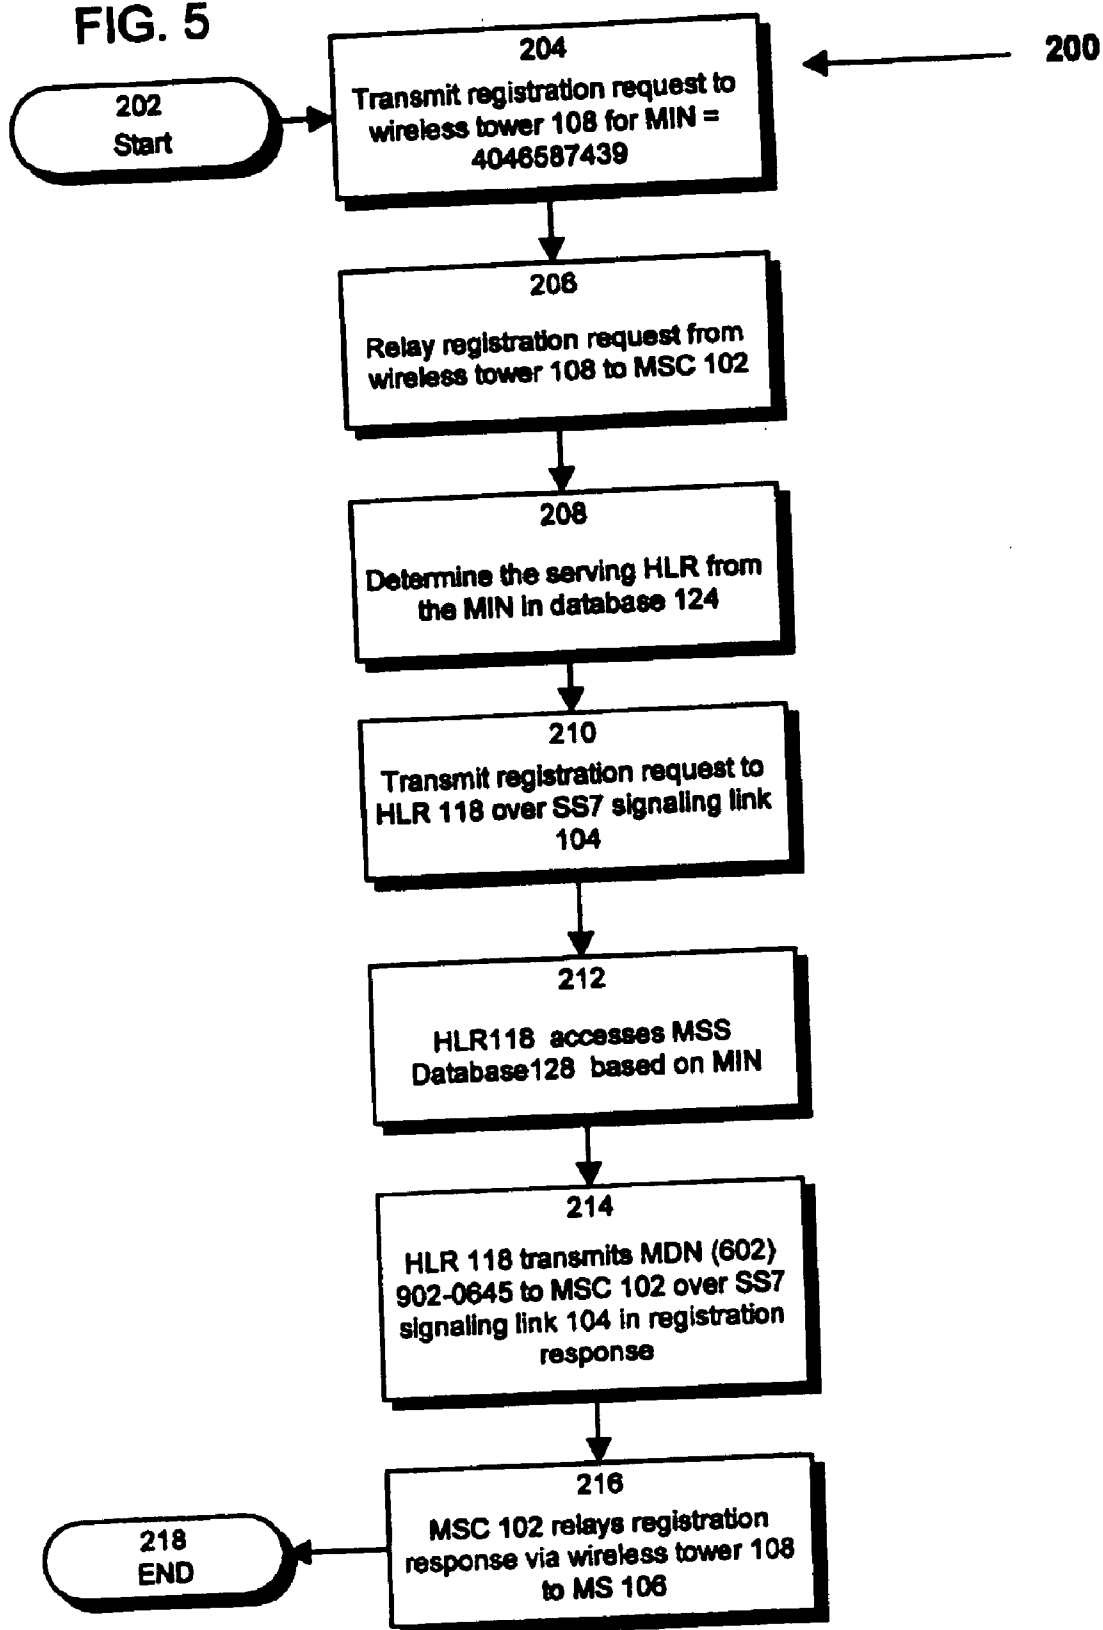 FIG. 5
200
202
Start
204
Transmit registration request to
wireless tower 108 for MIN =
4046587439
206
Relay registration request from
wireless tower 108 to MSC 102
208
Determine the serving HLR from
the MIN in database 124
210
Transmit registration request to
HLR 118 over SS7 signaling link
104
212
HLR118 accesses MSS
Database128 based on MIN
214
HLR 118 transmits MDN (602)
902-0645 to MSC 102 over SS7
signaling link 104 in registration
response
216
MSC 102 relays registration
response via wireless tower 108
to MS 106
218
END